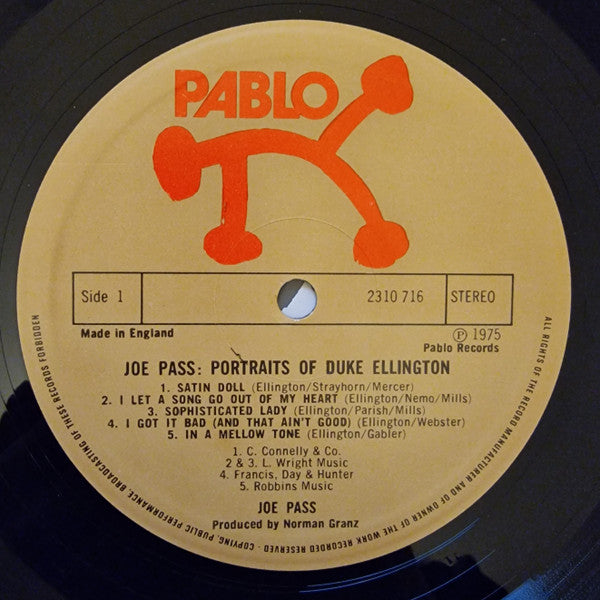 PABLO
Side 1
2310 716
STEREO
Made in England
℗ 1975
Pablo Records
JOE PASS: PORTRAITS OF DUKE ELLINGTON
1. SATIN DOLL (Ellington/Strayhorn/Mercer)
2. I LET A SONG GO OUT OF MY HEART (Ellington/Nemo/Mills)
3. SOPHISTICATED LADY (Ellington/Parish/Mills)
4. I GOT IT BAD (AND THAT AIN'T GOOD) (Ellington/Webster)
5. IN A MELLOW TONE (Ellington/Gabler)
1. C. Connelly & Co.
2 & 3. L. Wright Music
4. Francis, Day & Hunter
5. Robbins Music
JOE PASS
Produced by Norman Granz
ALL RIGHTS OF THE RECORD MANUFACTURER AND OF OWNER OF THE WORK RECORDED RESERVED - COPYING, PUBLIC PERFORMANCE, BROADCASTING OF THESE RECORDS FORBIDDEN